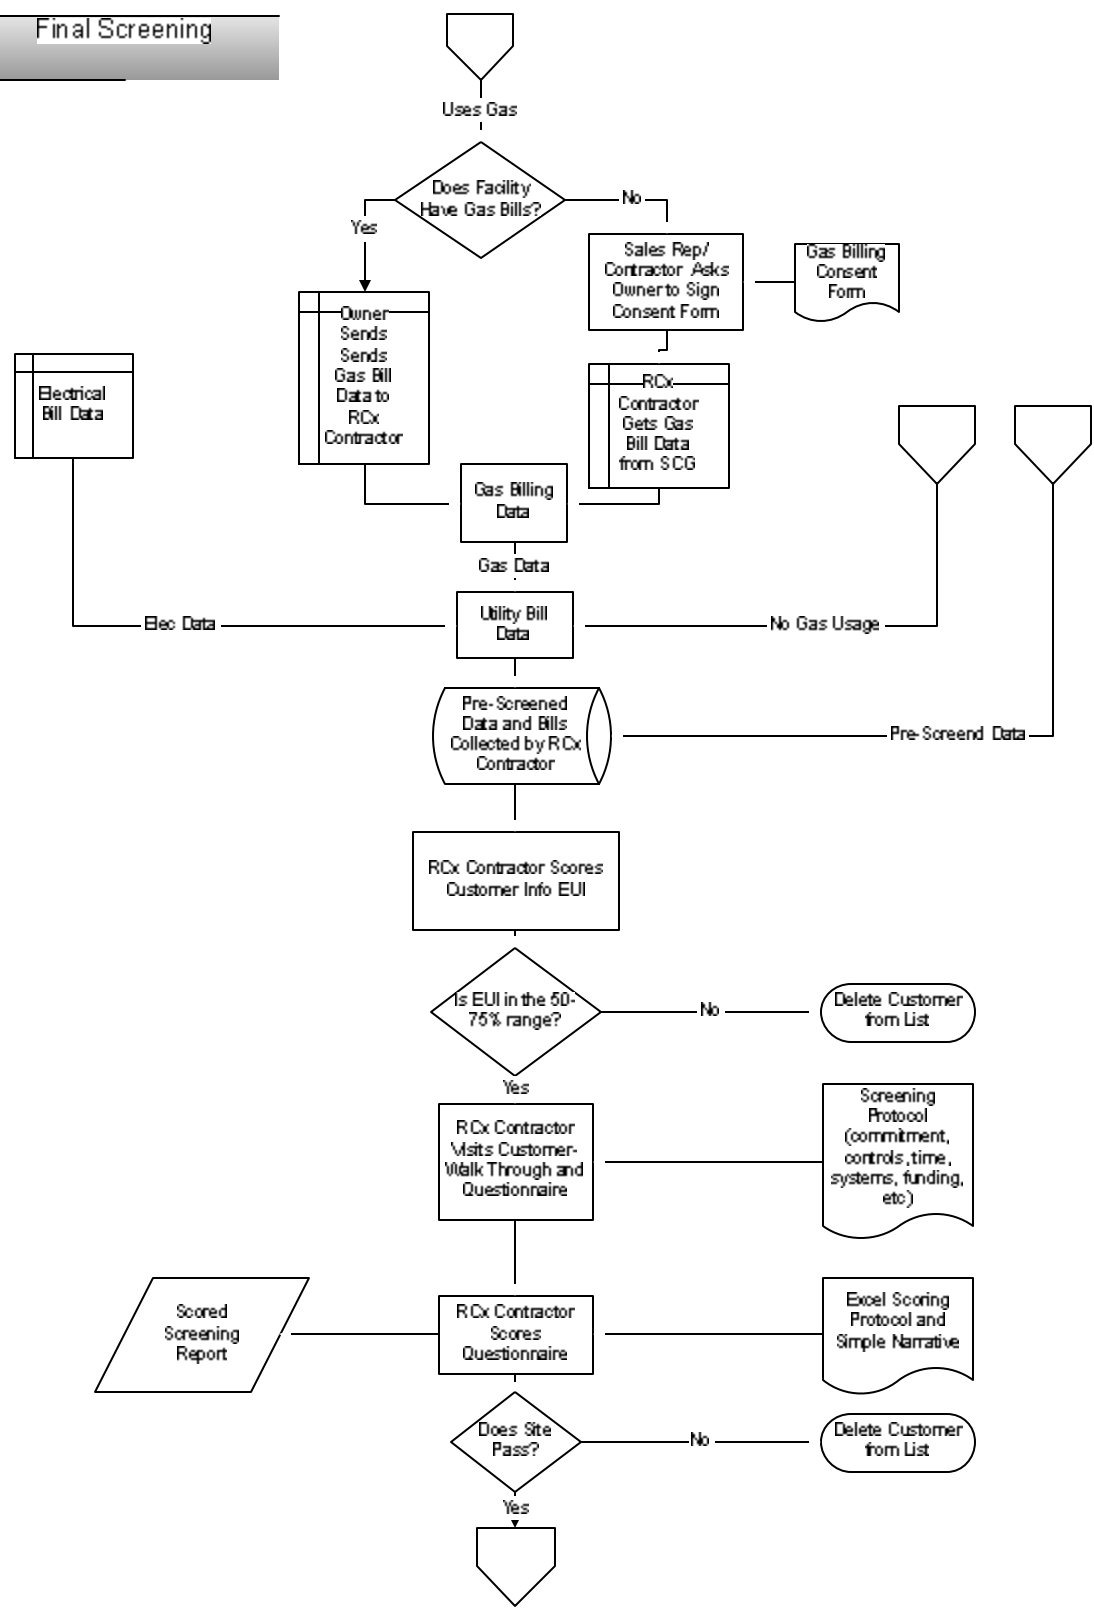 Final Screening
Uses Gas
Does Facility
Have Gas Bills?
Yes
No
Sales Rep/
Contractor Asks
Owner to Sign
Consent Form
Gas Billing
Consent
Form
Owner
Sends
Sends
Gas Bill
Data to
RCx
Contractor
Electrical
Bill Data
RCx
Contractor
Gets Gas
Bill Data
from SCG
Gas Billing
Data
Gas Data
Elec Data
Utility Bill
Data
No Gas Usage
Pre-Screened
Data and Bills
Collected by RCx
Contractor
Pre-Screend Data
RCx Contractor Scores
Customer Info EUI
Is EUI in the 50-
75% range?
No
Delete Customer
from List
Yes
RCx Contractor
Visits Customer-
Walk Through and
Questionnaire
Screening
Protocol
(commitment,
controls ,time,
systems, funding,
etc)
Scored
Screening
Report
RCx Contractor
Scores
Questionnaire
Excel Scoring
Protocol and
Simple Narrative
Does Site
Pass?
No
Delete Customer
from List
Yes